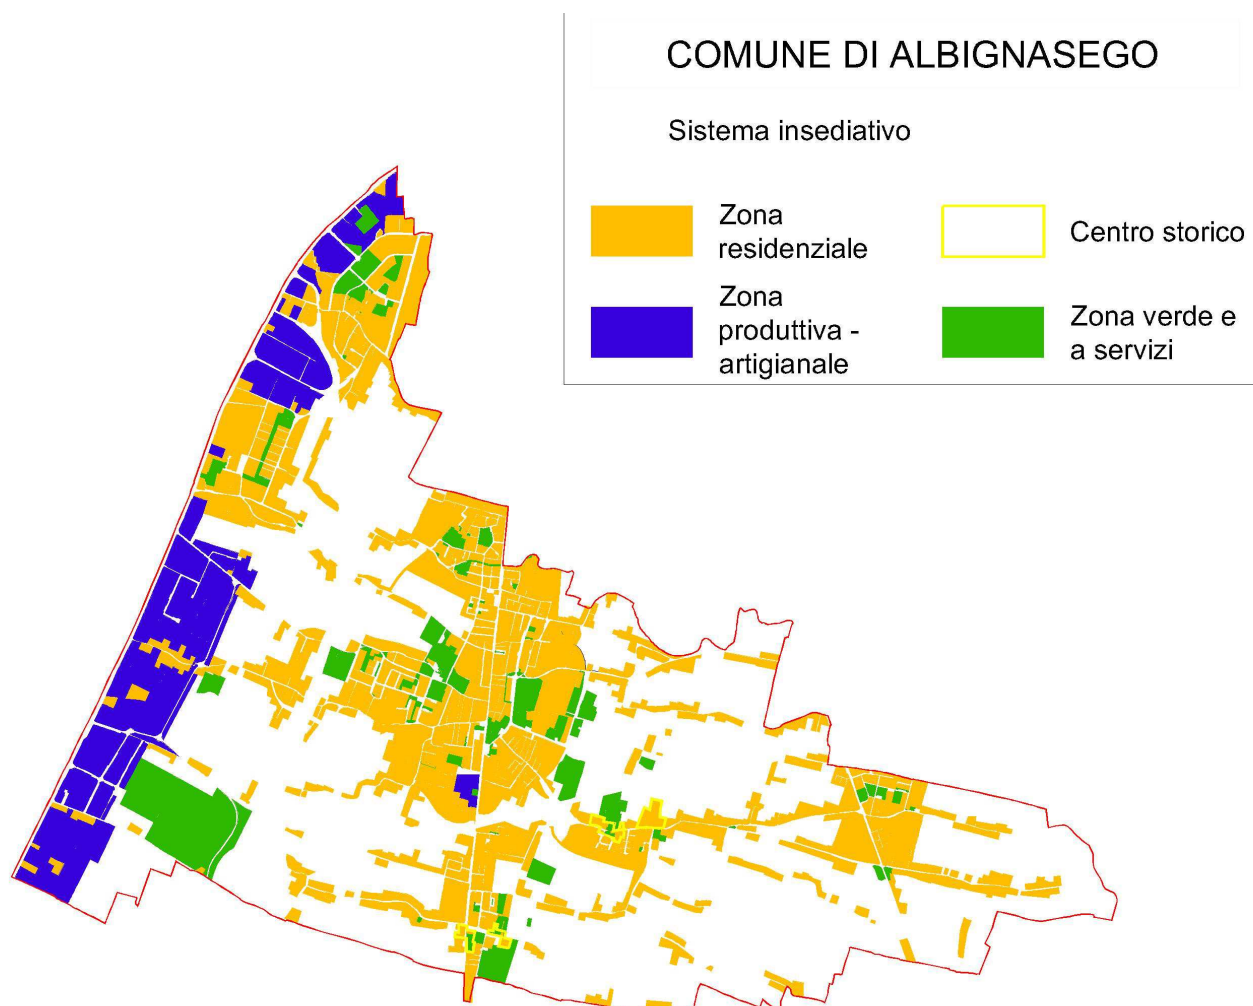 COMUNE DI ALBIGNASEGO
Sistema insediativo
Zona
residenziale
Centro storico
Zona
produttiva -
artigianale
Zona verde e
a servizi